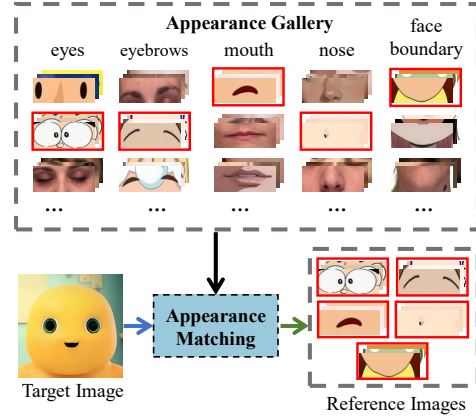 Appearance Gallery
eyes eyebrows mouth nose face boundary
... ... ... ... ...
Appearance
Matching
Target Image
Reference Images